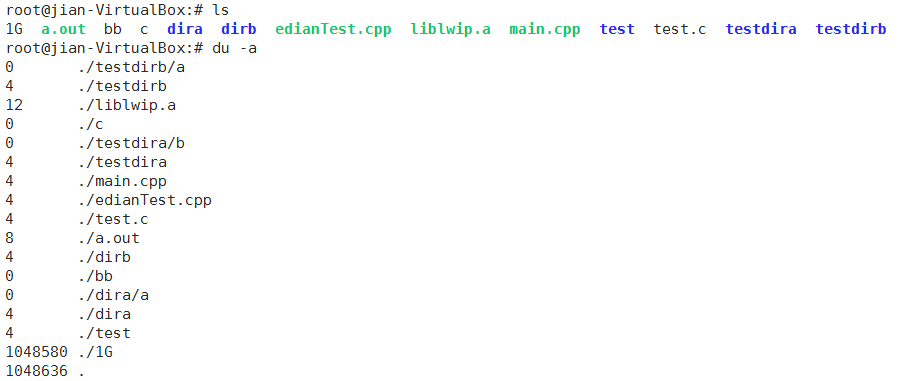 root@jian-VirtualBox:# ls
1G  a.out  bb  c  dira  dirb  edianTest.cpp  liblwip.a  main.cpp  test  test.c  testdira  testdirb
root@jian-VirtualBox:# du -a
0       ./testdirb/a
4       ./testdirb
12      ./liblwip.a
0       ./c
0       ./testdira/b
4       ./testdira
4       ./main.cpp
4       ./edianTest.cpp
4       ./test.c
8       ./a.out
4       ./dirb
0       ./bb
0       ./dira/a
4       ./dira
4       ./test
1048580 ./1G
1048636 .